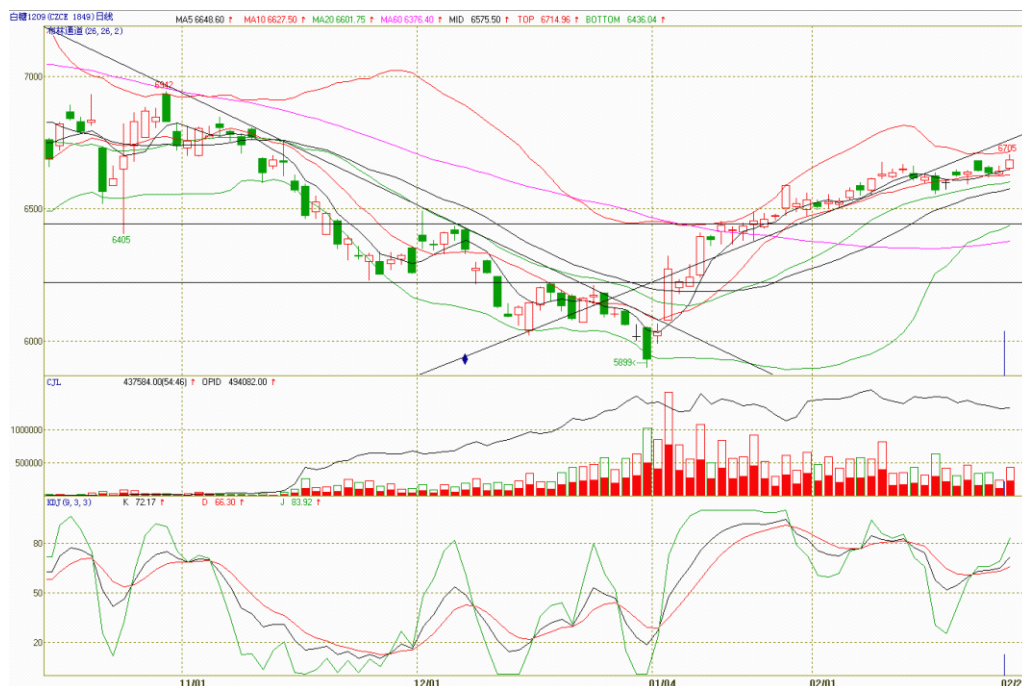 白糖1209(CZCE 1849)日线 MA5 6648.60 ↑ MA10 6627.50 ↑ MA20 6601.75 ↑ MA60 6376.40 ↑ MID 6575.50 ↑ TOP 6714.96 ↑ BOTTOM 6436.04 ↑
布林通道(26,26,2)
7000
6912
6705
6500
6405
6000
5899
CJL 437584.00(54:46) ↑ OPID 494082.00 ↑
1000000
500000
KDJ(9,3,3) K 72.17 ↑ D 66.30 ↑ J 83.92 ↑
80
50
20
11/01 12/01 01/04 02/01 02/2